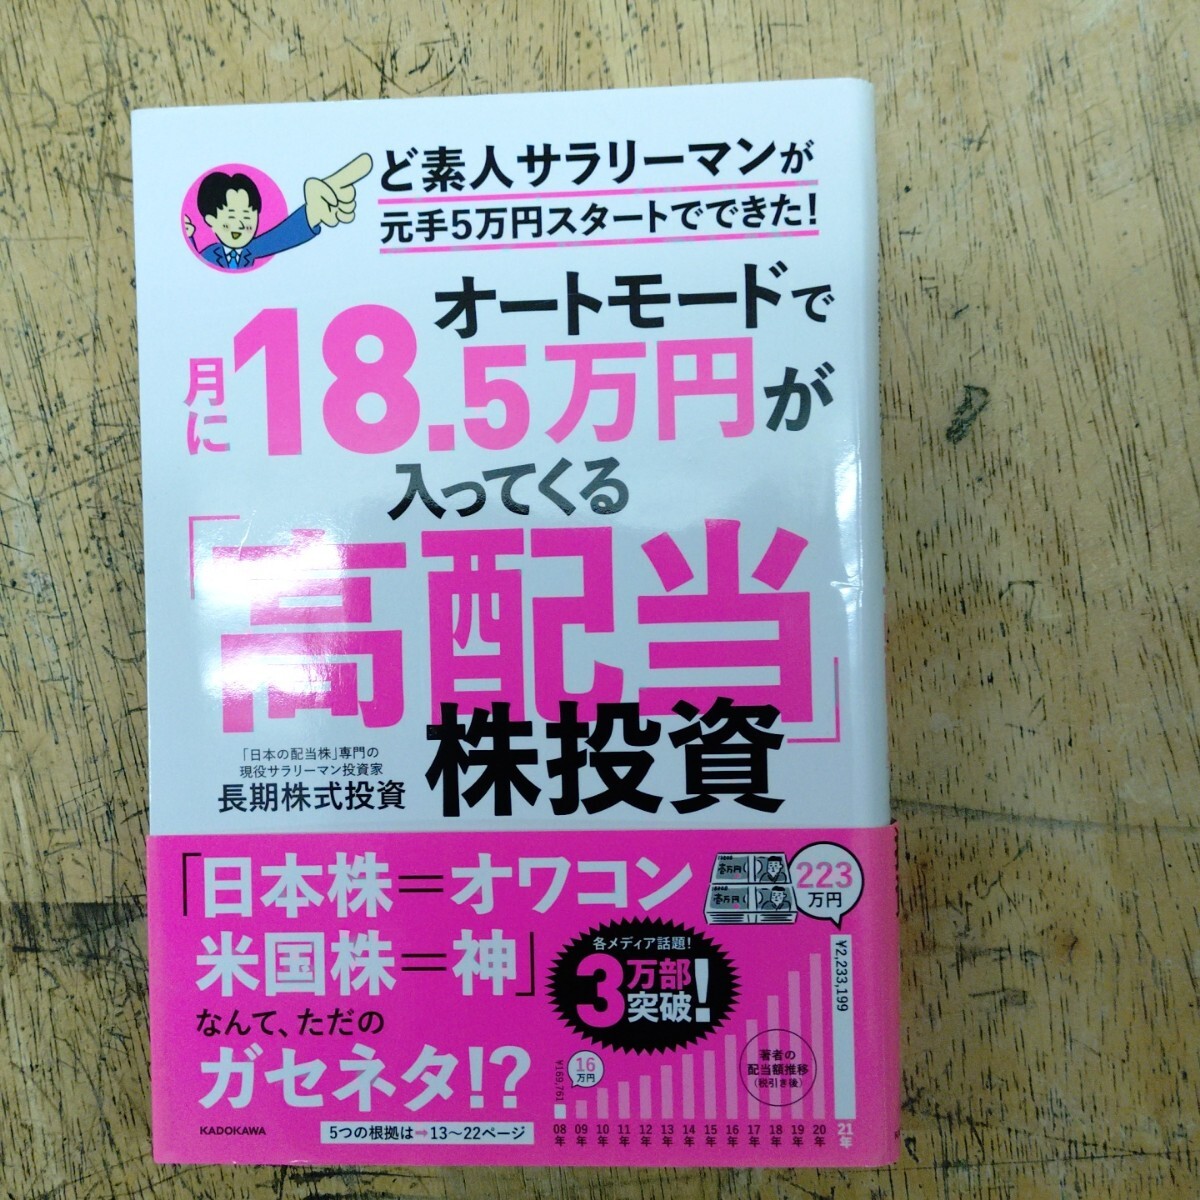 ど素人サラリーマンが
元手5万円スタートでできた!
オートモードで
月に18.5万円が
入ってくる
「高配当」
株投資
「日本の配当株」専門の
現役サラリーマン投資家
長期株式投資
「日本株=オワコン
米国株=神」
なんて、ただの
ガセネタ!?
KADOKAWA
5つの根拠は➡13〜22ページ
各メディア話題!
3万部
突破!
壱万円
壱万円
223
万円
¥2,233,199
16
万円
¥169,761
著者の
配当額推移
(税引き後)
08年 09年 10年 11年 12年 13年 14年 15年 16年 17年 18年 19年 20年 21年